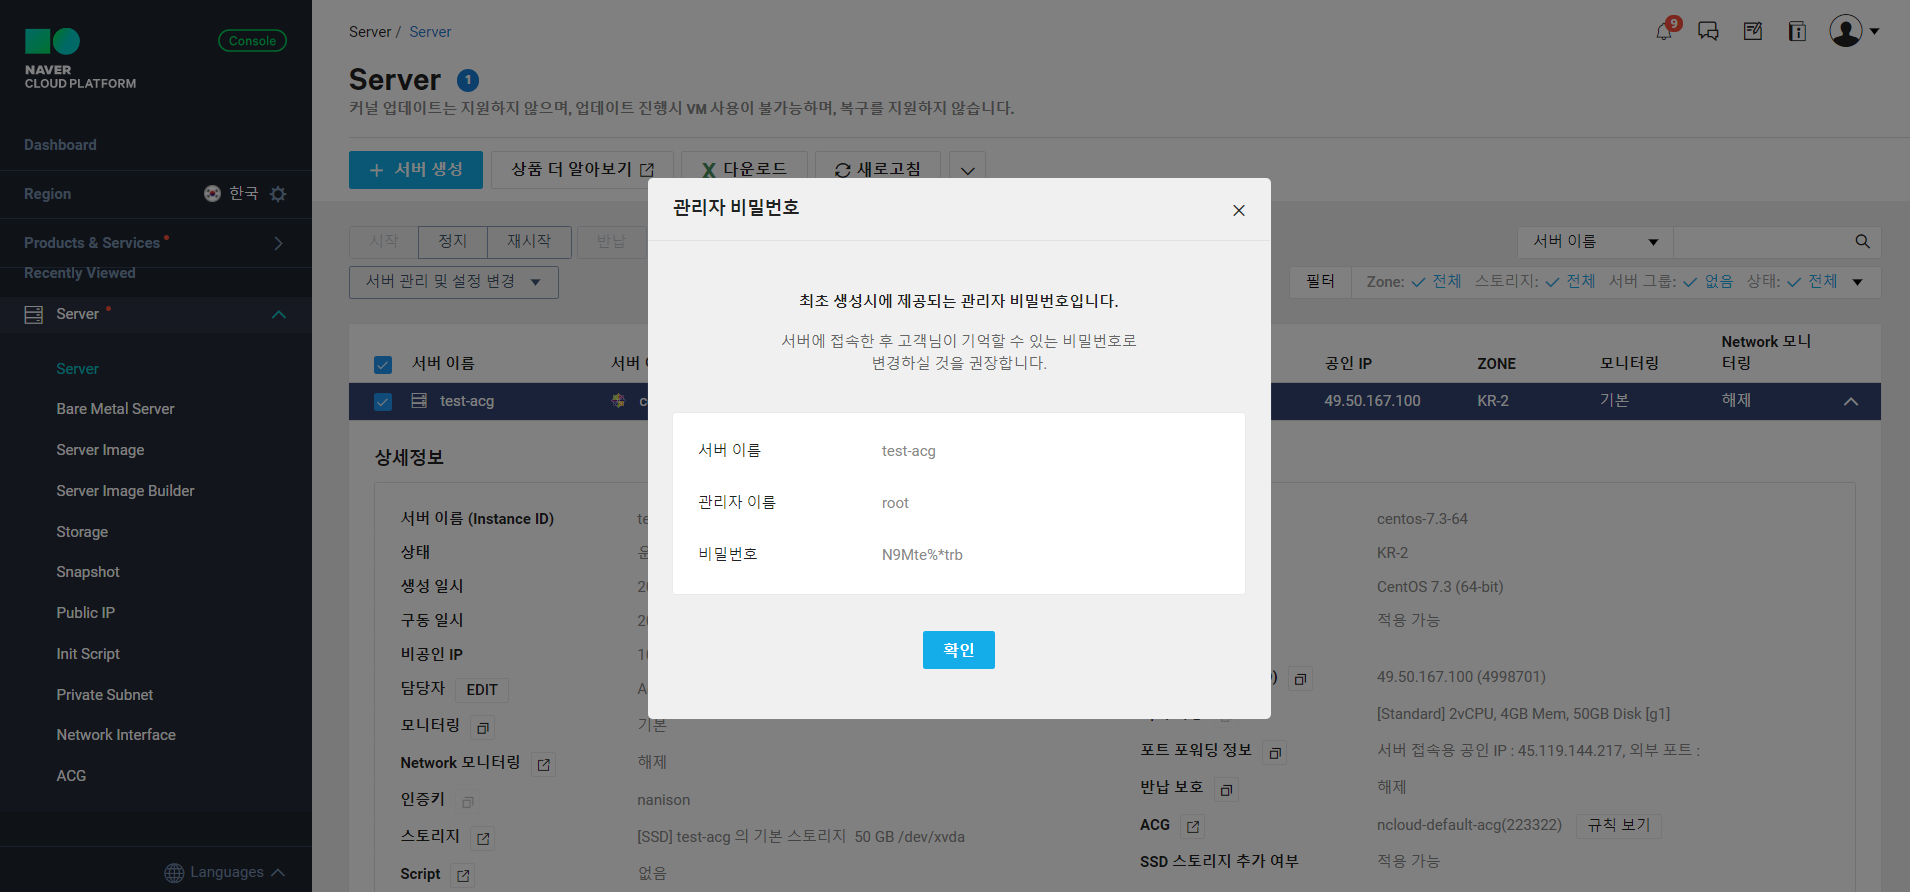 NAVER
CLOUD PLATFORM
Console
Dashboard
Region 한국
Products & Services
Recently Viewed
Server
Server
Bare Metal Server
Server Image
Server Image Builder
Storage
Snapshot
Public IP
Init Script
Private Subnet
Network Interface
ACG
Languages
Server / Server
9
Server 1
커널 업데이트는 지원하지 않으며, 업데이트 진행시 VM 사용이 불가능하며, 복구를 지원하지 않습니다.
+ 서버 생성 상품 더 알아보기 다운로드 새로고침
시작 정지 재시작 반납
서버 이름
서버 관리 및 설정 변경
필터 Zone: 전체 스토리지: 전체 서버 그룹: 없음 상태: 전체
서버 이름 서버 공인 IP ZONE 모니터링 Network 모니
터링
test-acg c 49.50.167.100 KR-2 기본 해제
상세정보
서버 이름 (Instance ID) te
상태 운
생성 일시 20
구동 일시 20
비공인 IP 10
담당자 EDIT A
모니터링 기본
Network 모니터링 해제
인증키 nanison
스토리지 [SSD] test-acg 의 기본 스토리지 50 GB /dev/xvda
Script 없음
centos-7.3-64
KR-2
CentOS 7.3 (64-bit)
적용 가능
) 49.50.167.100 (4998701)
[Standard] 2vCPU, 4GB Mem, 50GB Disk [g1]
포트 포워딩 정보 서버 접속용 공인 IP : 45.119.144.217, 외부 포트 :
반납 보호 해제
ACG ncloud-default-acg(223322) 규칙 보기
SSD 스토리지 추가 여부 적용 가능
관리자 비밀번호
최초 생성시에 제공되는 관리자 비밀번호입니다.
서버에 접속한 후 고객님이 기억할 수 있는 비밀번호로
변경하실 것을 권장합니다.
서버 이름 test-acg
관리자 이름 root
비밀번호 N9Mte%*trb
확인